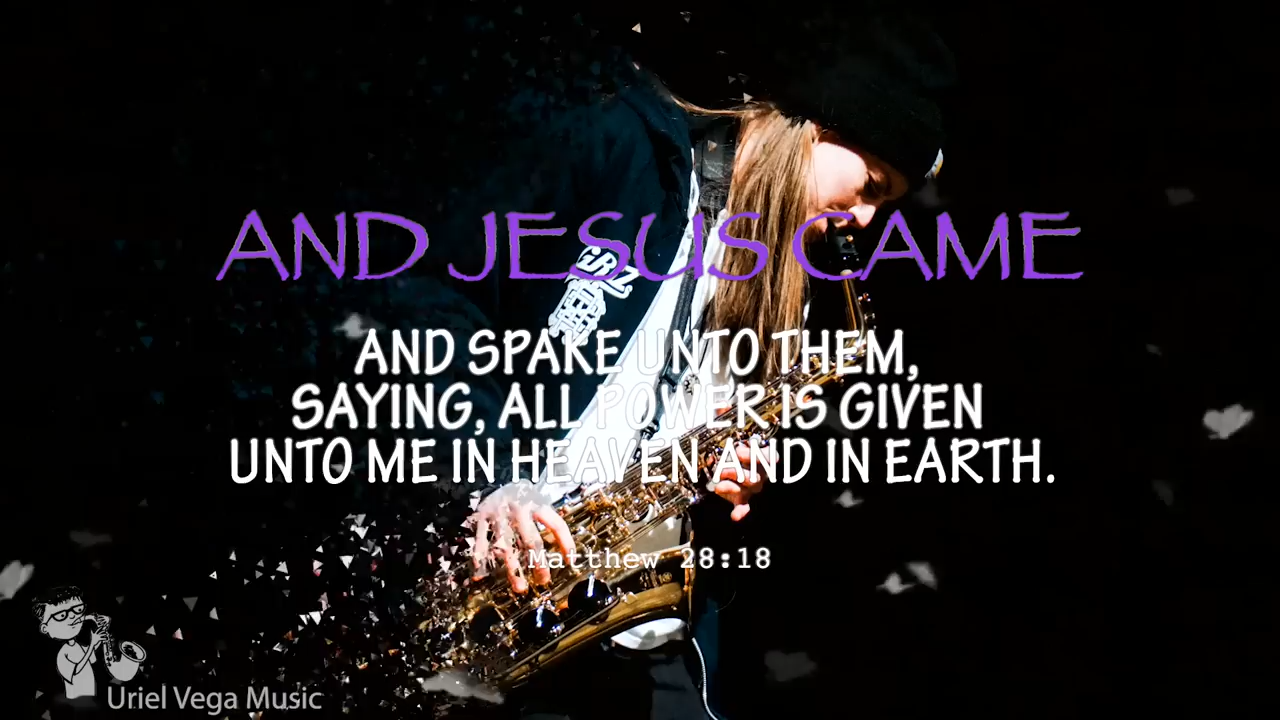 AND JESUS CAME
GRIZ
AND SPAKE UNTO THEM,
SAYING, ALL POWER IS GIVEN
UNTO ME IN HEAVEN AND IN EARTH.
Matthew 28:18
Uriel Vega Music